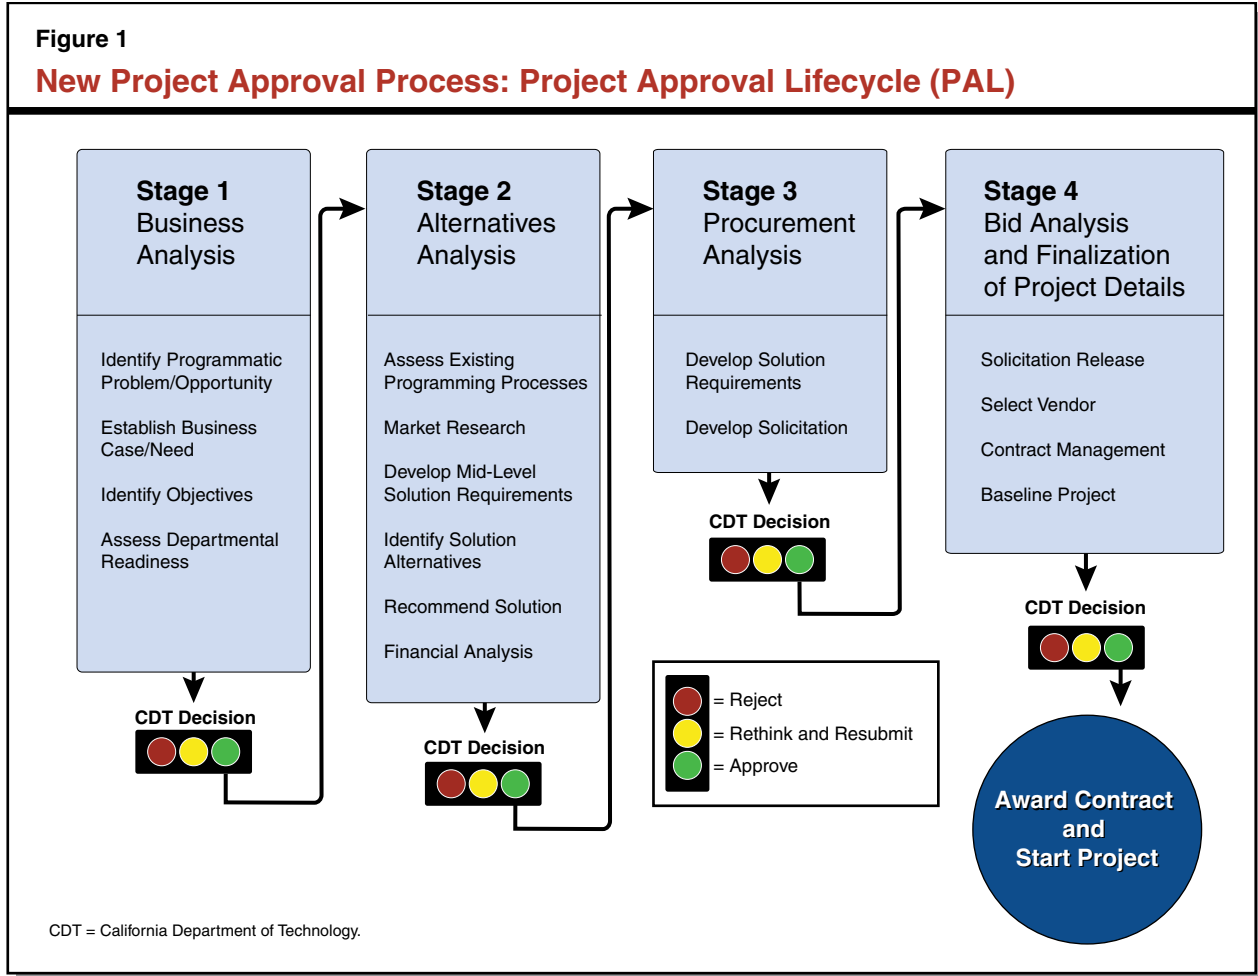 Figure 1
New Project Approval Process: Project Approval Lifecycle (PAL)
Stage 1
Business
Analysis
Identify Programmatic
Problem/Opportunity
Establish Business
Case/Need
Identify Objectives
Assess Departmental
Readiness
CDT Decision
Stage 2
Alternatives
Analysis
Assess Existing
Programming Processes
Market Research
Develop Mid-Level
Solution Requirements
Identify Solution
Alternatives
Recommend Solution
Financial Analysis
CDT Decision
Stage 3
Procurement
Analysis
Develop Solution
Requirements
Develop Solicitation
CDT Decision
Stage 4
Bid Analysis
and Finalization
of Project Details
Solicitation Release
Select Vendor
Contract Management
Baseline Project
CDT Decision
= Reject
= Rethink and Resubmit
= Approve
Award Contract
and
Start Project
CDT = California Department of Technology.